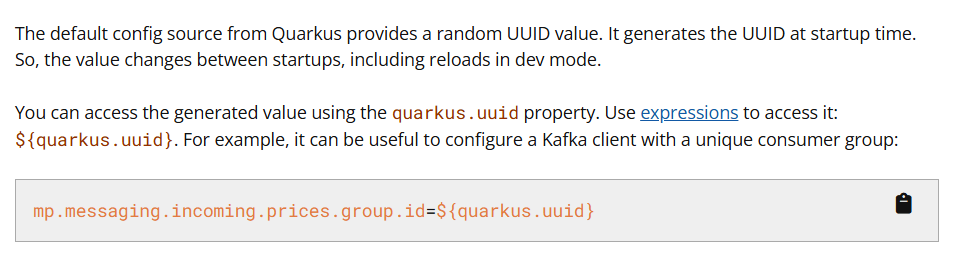 The default config source from Quarkus provides a random UUID value. It generates the UUID at startup time.
So, the value changes between startups, including reloads in dev mode.
You can access the generated value using the quarkus.uuid property. Use expressions to access it:
${quarkus.uuid}. For example, it can be useful to configure a Kafka client with a unique consumer group:
mp.messaging.incoming.prices.group.id=${quarkus.uuid}